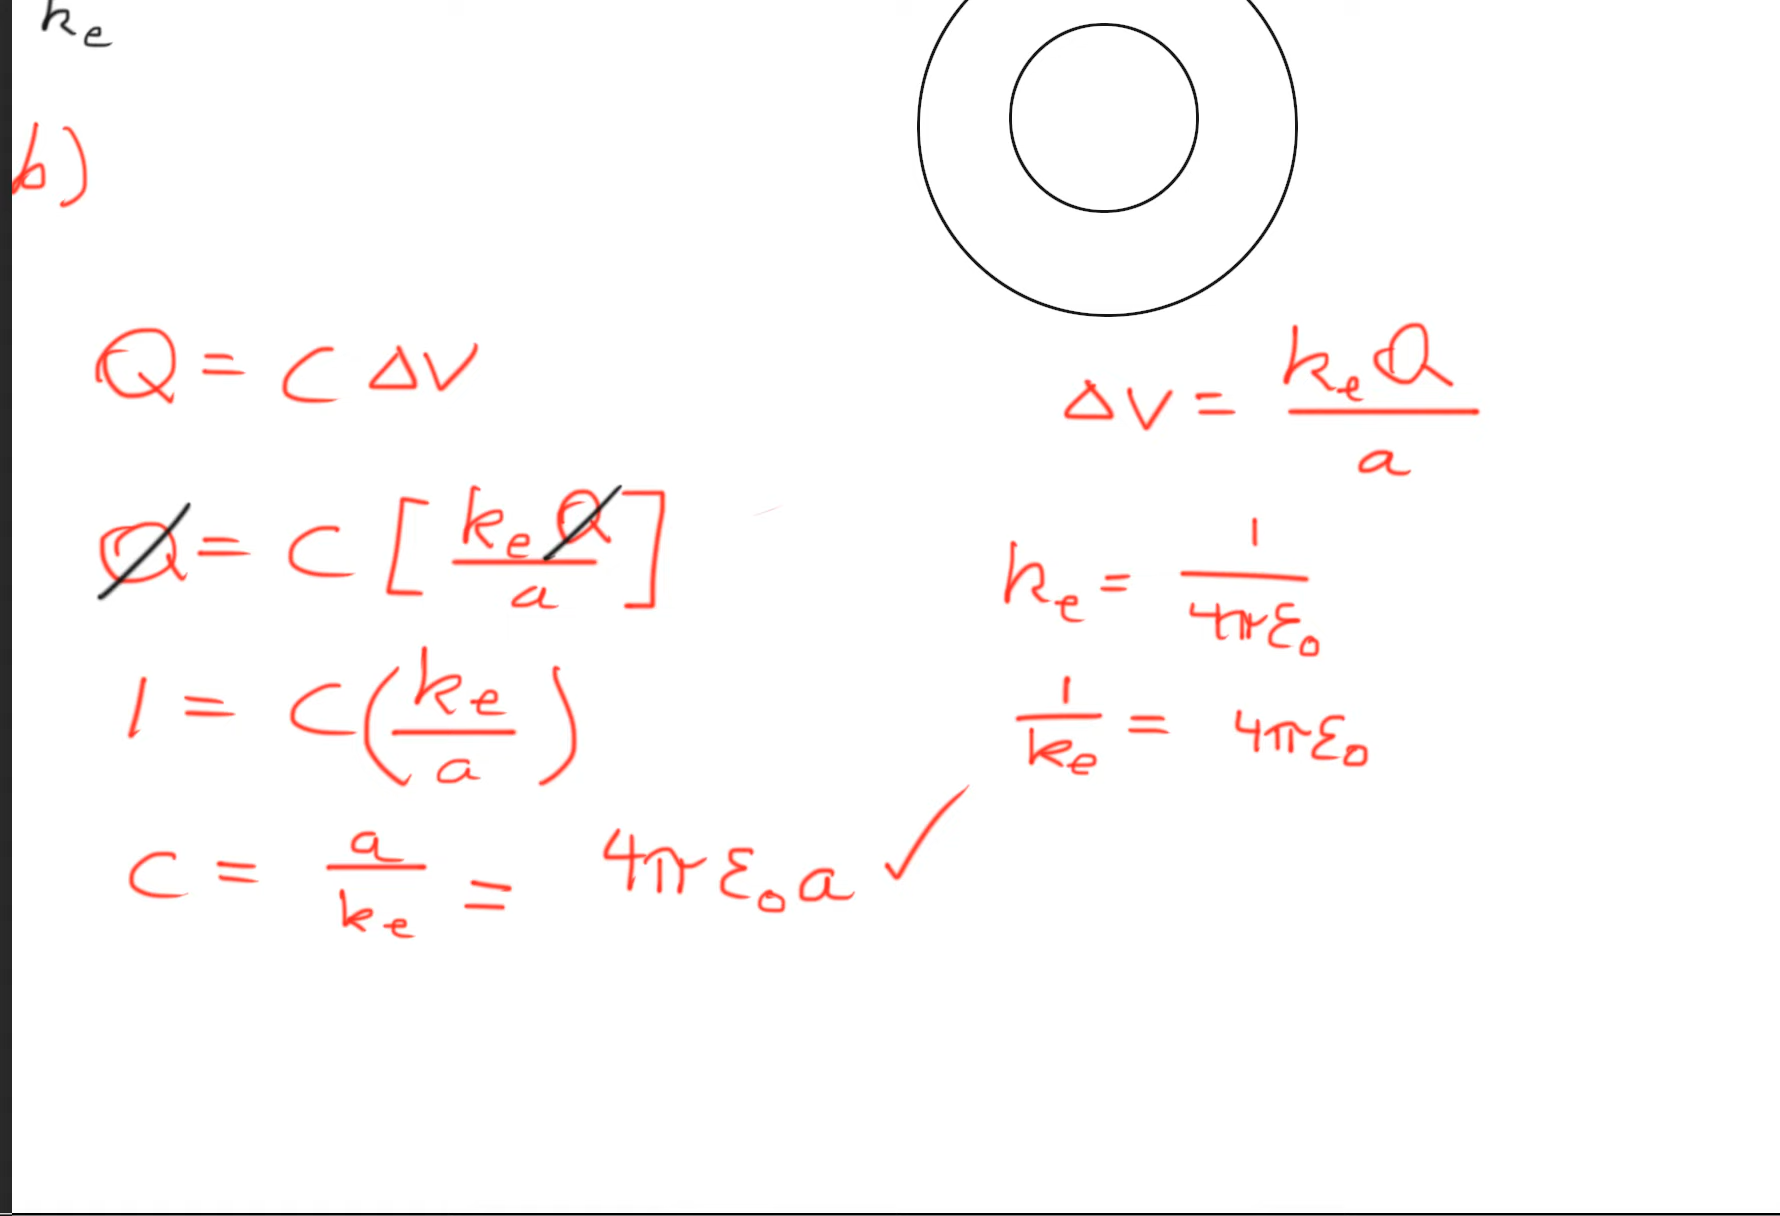 ke
b)
Q = C ΔV
ΔV = keQ/a
Q = C [keQ/a]
ke = 1/4πε₀
1 = C(ke/a)
1/ke = 4πε₀
C = a/ke = 4πε₀a ✓